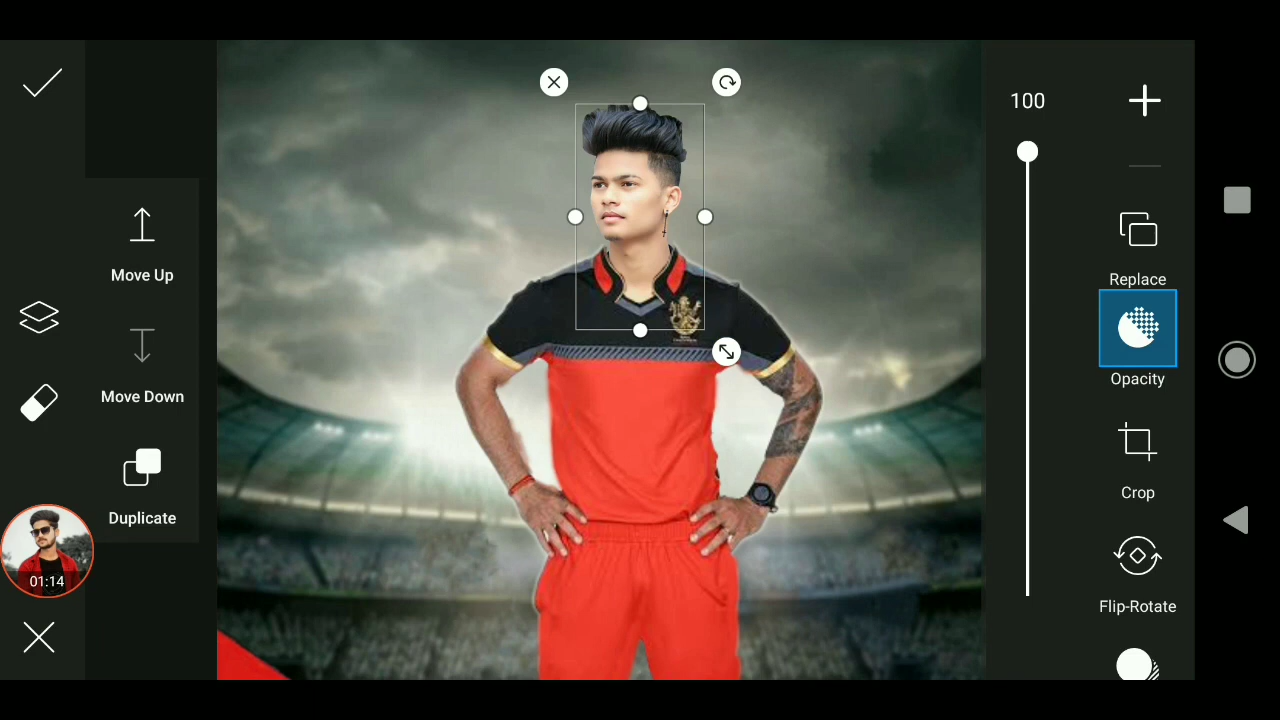 100
Move Up
Replace
Move Down
Opacity
Crop
Duplicate
01:14
Flip-Rotate